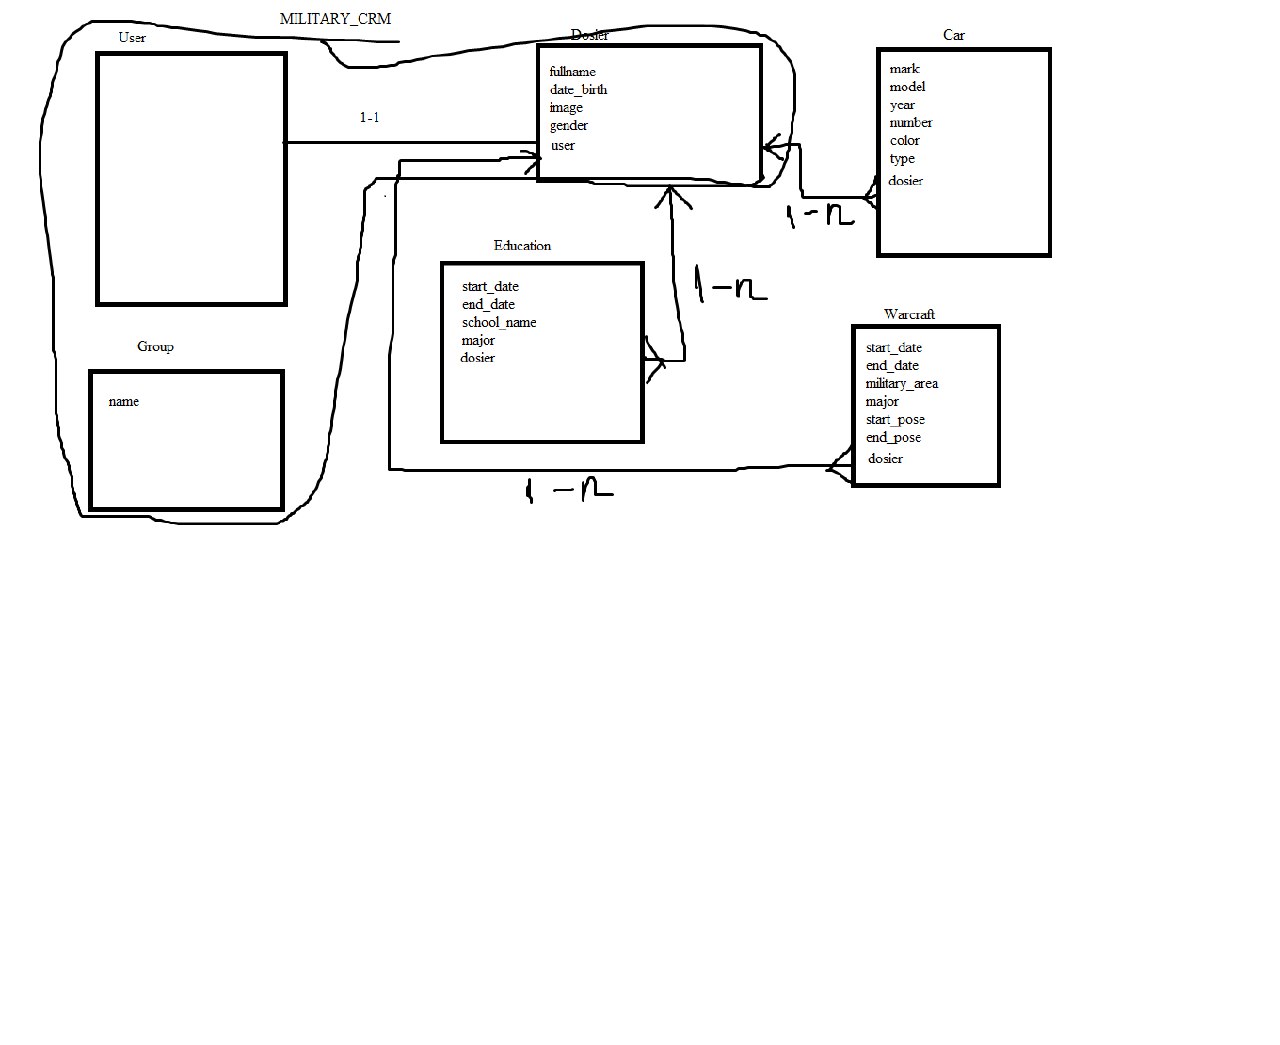 MILITARY_CRM
User
1-1
Dosier
fullname
date_birth
image
gender
user
Car
mark
model
year
number
color
type
dosier
1-n
Education
start_date
end_date
school_name
major
dosier
1-n
Group
name
Warcraft
start_date
end_date
military_area
major
start_pose
end_pose
dosier
1-n